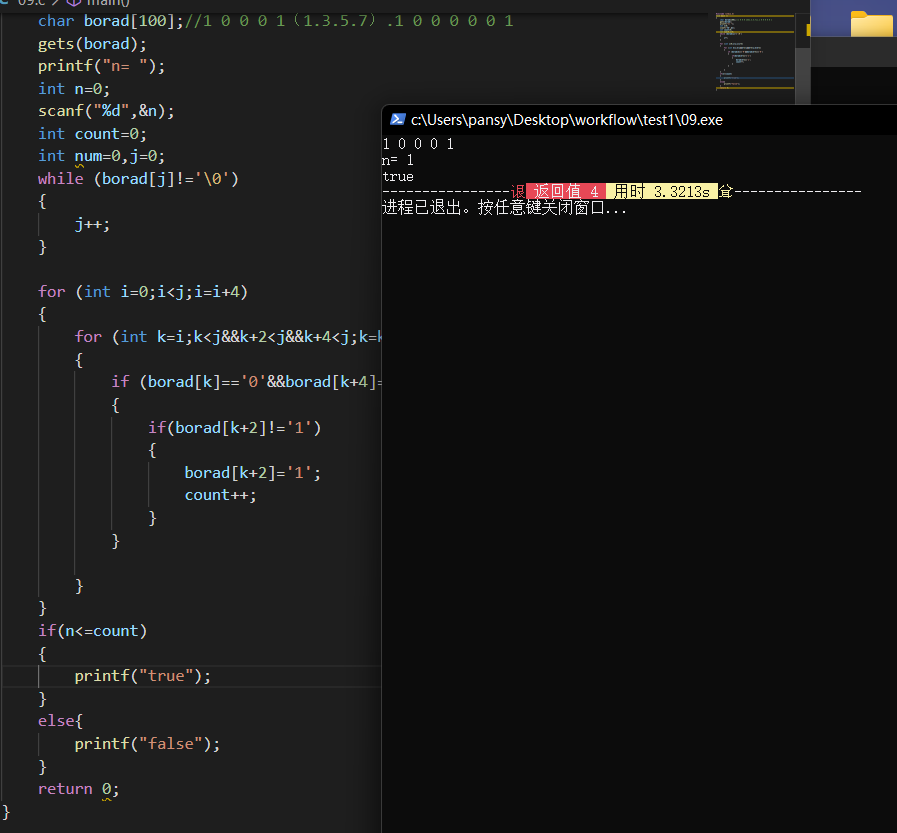 09.c > main()
char borad[100];//1 0 0 0 1（1.3.5.7）.1 0 0 0 0 0 1
gets(borad);
printf("n= ");
int n=0;
scanf("%d",&n);
int count=0;
int num=0,j=0;
while (borad[j]!='\0')
{
j++;
}
for (int i=0;i<j;i=i+4)
{
for (int k=i;k<j&&k+2<j&&k+4<j;k=k
{
if (borad[k]=='0'&&borad[k+4]=
{
if(borad[k+2]!='1')
{
borad[k+2]='1';
count++;
}
}
}
}
if(n<=count)
{
printf("true");
}
else{
printf("false");
}
return 0;
}
c:\Users\pansy\Desktop\workflow\test1\09.exe
1 0 0 0 1
n= 1
true
返回值 4 用时 3.3213s
进程已退出。按任意键关闭窗口...